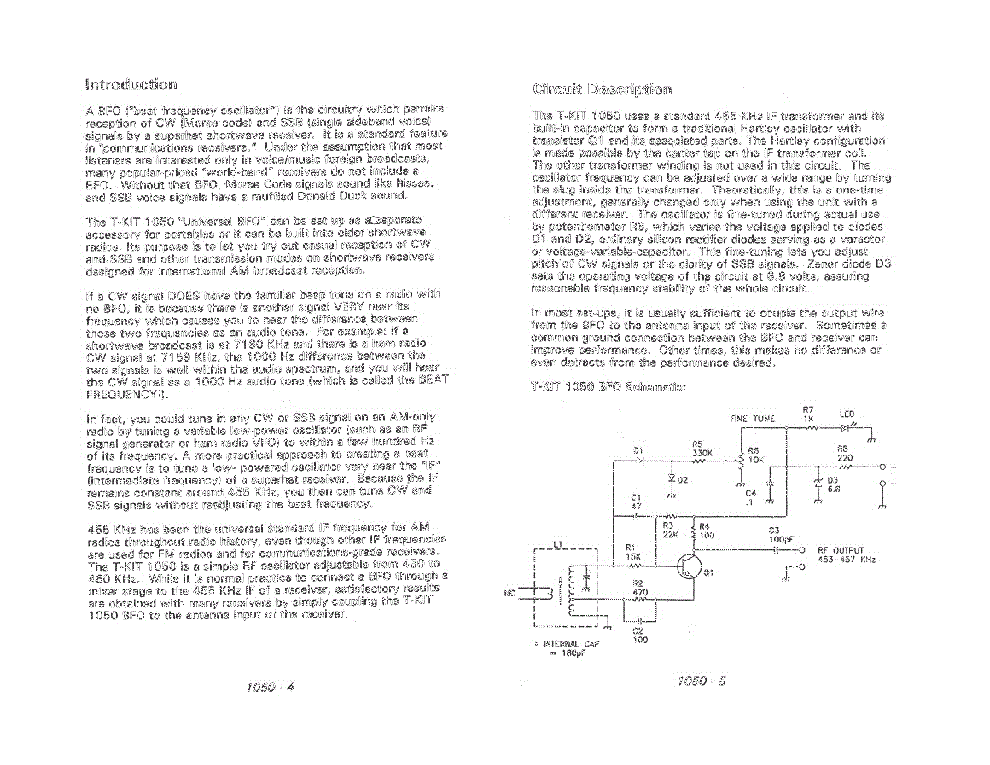 Introduction
A BFO ("beat frequency oscillator") is the circuitry which permits
reception of CW (Morse code) and SSB (single sideband voice)
signals by a superhet shortwave receiver. It is a standard feature
in "communications receivers." Under the assumption that most
listeners are interested only in voice/music foreign broadcasts,
many popular-priced "world-band" receivers do not include a
BFO. Without that BFO, Morse Code signals sound like hisses,
and SSB voice signals have a muffled Donald Duck sound.
The T-KIT 1050 "Universal BFO" can be set up as a separate
accessory for portables or it can be built into older shortwave
radios. Its purpose is to let you try out casual reception of CW
and SSB and other transmission modes on shortwave receivers
designed for international AM broadcast reception.
If a CW signal DOES have the familiar beep tone on a radio with
no BFO, it is because there is another signal VERY near its
frequency which causes you to hear the difference between
those two frequencies as an audio tone. For example: if a
shortwave broadcast is at 7160 KHz and there is a ham radio
CW signal at 7159 KHz, the 1000 Hz difference between the
two signals is well within the audio spectrum, and you will hear
the CW signal as a 1000 Hz audio tone (which is called the BEAT
FREQUENCY).
In fact, you could tune in any CW or SSB signal on an AM-only
radio by tuning a variable low-power oscillator (such as an RF
signal generator or ham radio VFO) to within a few hundred Hz
of its frequency. A more practical approach to creating a beat
frequency is to tune a low- powered oscillator very near the "IF"
(intermediate frequency) of a superhet receiver. Because the IF
remains constant around 455 KHz, you then can tune CW and
SSB signals without readjusting the beat frequency.
455 KHz has been the universal standard IF frequency for AM
radios throughout radio history, even though other IF frequencies
are used for FM radios and for communications-grade receivers.
The T-KIT 1050 is a simple RF oscillator adjustable from 450 to
460 KHz. While it is normal practice to connect a BFO through a
mixer stage to the 455 KHz IF of a receiver, satisfactory results
are obtained with many receivers by simply coupling the T-KIT
1050 BFO to the antenna input of the receiver.
1050 - 4
Circuit Description
The T-KIT 1050 uses a standard 455 KHz IF transformer and its
built-in capacitor to form a traditional Hartley oscillator with
transistor Q1 and its associated parts. The Hartley configuration
is made possible by the center tap on the IF transformer coil.
The other transformer winding is not used in this circuit. The
oscillator frequency can be adjusted over a wide range by turning
the slug inside the transformer. Theoretically, this is a one-time
adjustment, generally changed only when using the unit with a
different receiver. The oscillator is fine-tuned during actual use
by potentiometer R6, which varies the voltage applied to diodes
D1 and D2, ordinary silicon rectifier diodes serving as a varactor
or voltage-variable-capacitor. This fine-tuning lets you adjust
pitch of CW signals or the clarity of SSB signals. Zener diode D3
sets the operating voltage of the circuit at 6.8 volts, assuring
reasonable frequency stability of the whole circuit.
In most set-ups, it is usually sufficient to couple the output wire
from the BFO to the antenna input of the receiver. Sometimes a
common ground connection between the BFO and receiver can
improve performance. Other times, this makes no difference or
even detracts from the performance desired.
T-KIT 1050 BFO Schematic:
FINE TUNE
R7
1K
LED
D1
R5
330K
R6
10K
R8
220
D2
C4
.1
D3
6.8
C1
47
R3
22K
R4
100
C3
100pF
L1
R1
15K
Q1
RF OUTPUT
453-457 KHz
NC
R2
470
C2
100
* INTERNAL CAP
= 180pF
1050 - 5